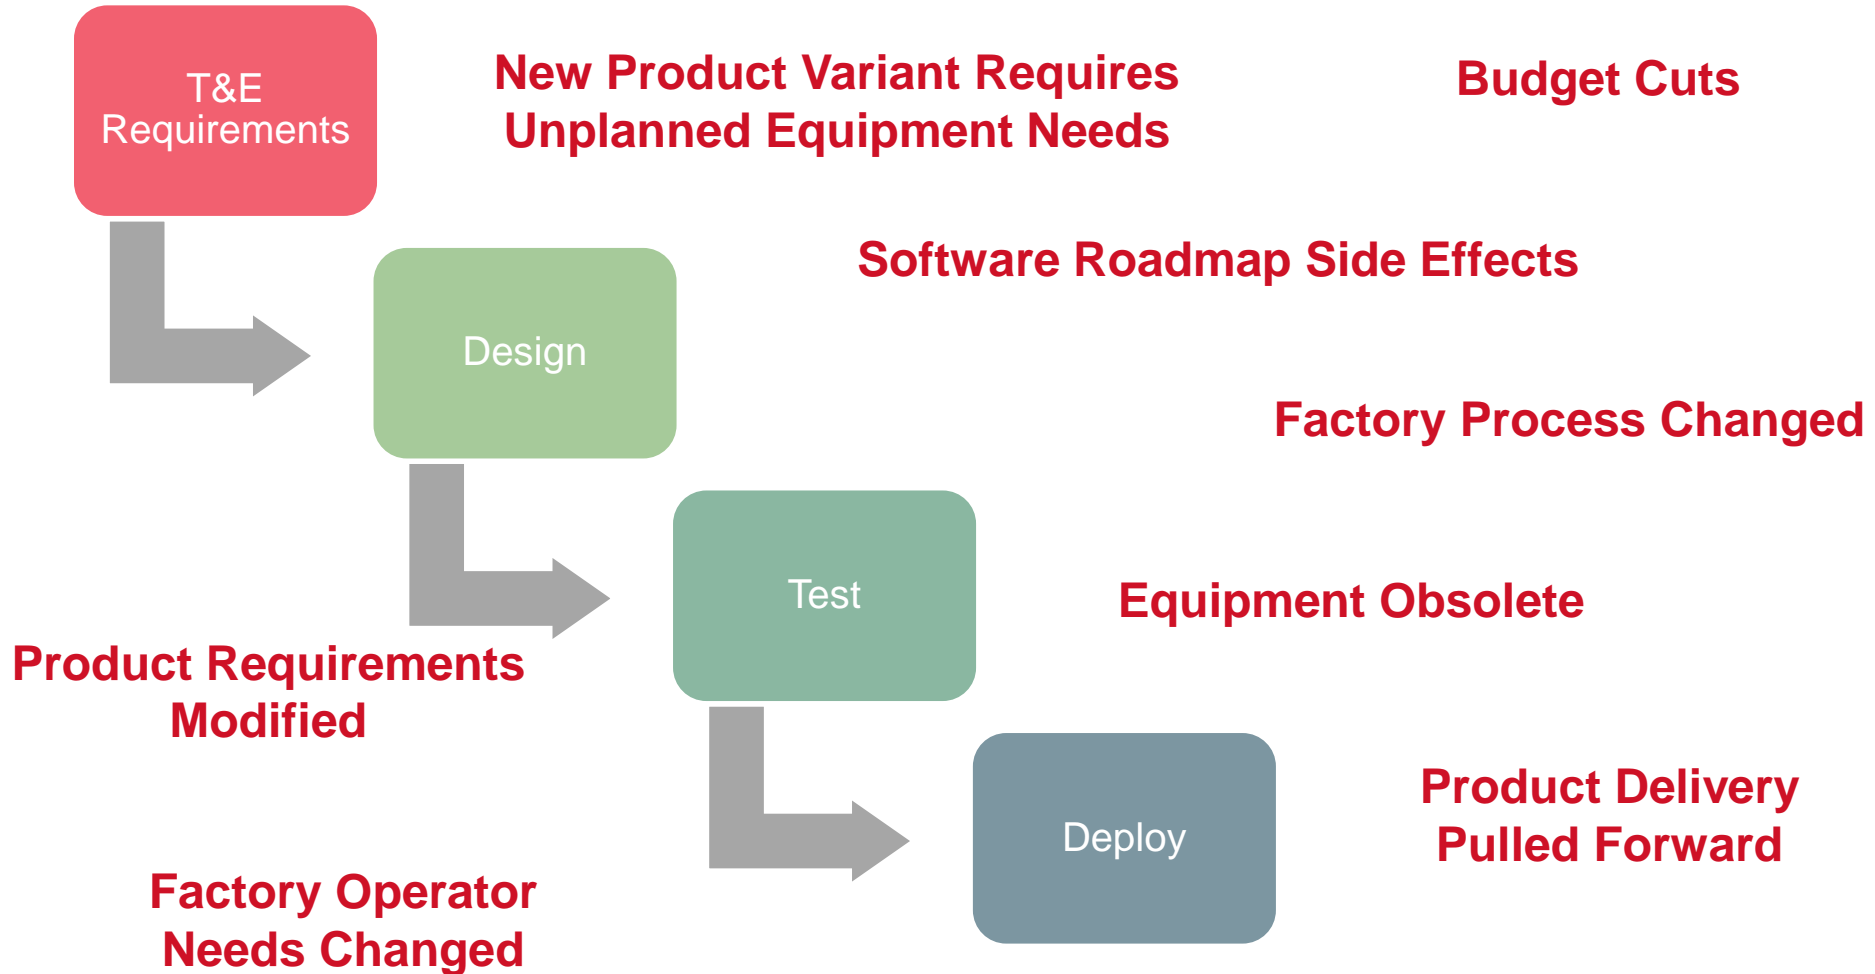 T&E
Requirements
New Product Variant Requires
Unplanned Equipment Needs
Budget Cuts
Software Roadmap Side Effects
Design
Factory Process Changed
Test
Equipment Obsolete
Product Requirements
Modified
Product Delivery
Pulled Forward
Deploy
Factory Operator
Needs Changed